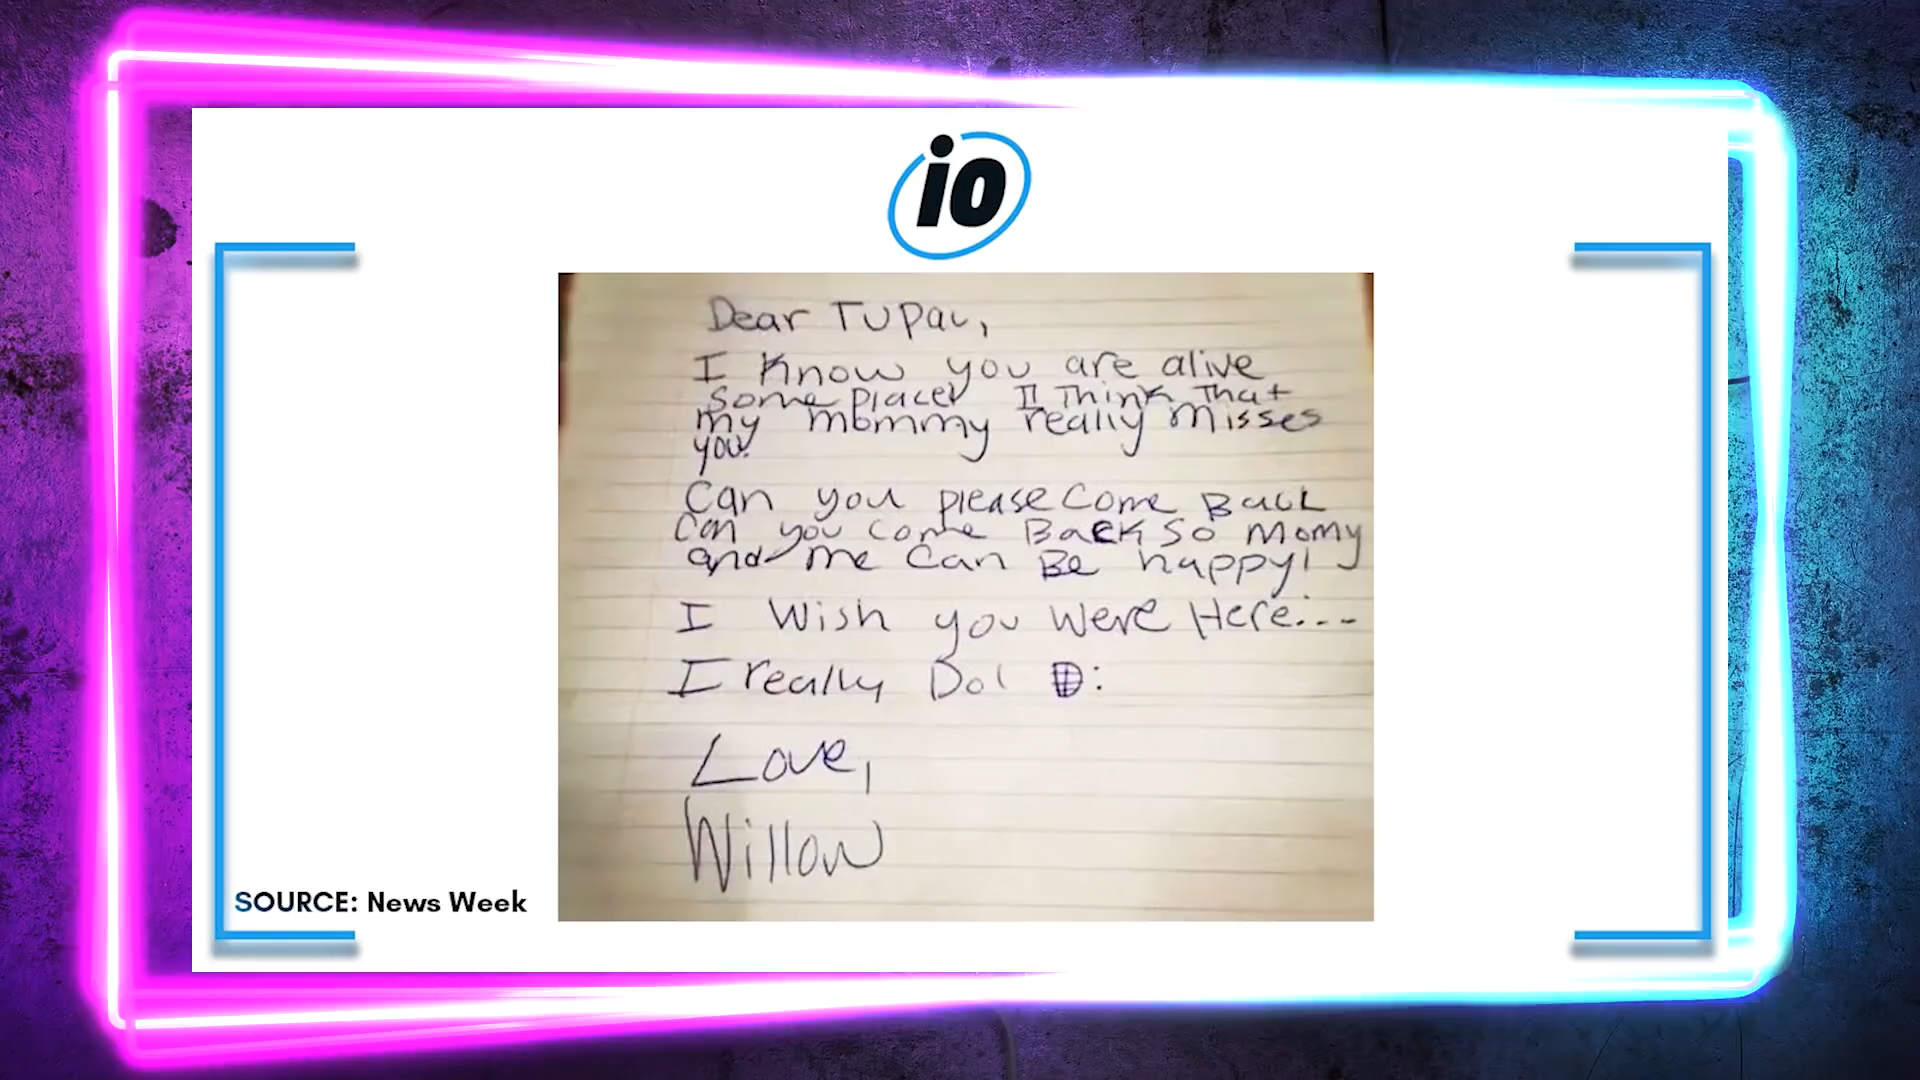 io
Dear Tupac,
I Know you are alive
Some place! I Think That
my mommy really misses
you.
Can you please Come Back
Can you come Back So Momy
and me Can Be happy!
I Wish you Were Here...
I really Do! D:
Love,
Willow
SOURCE: News Week